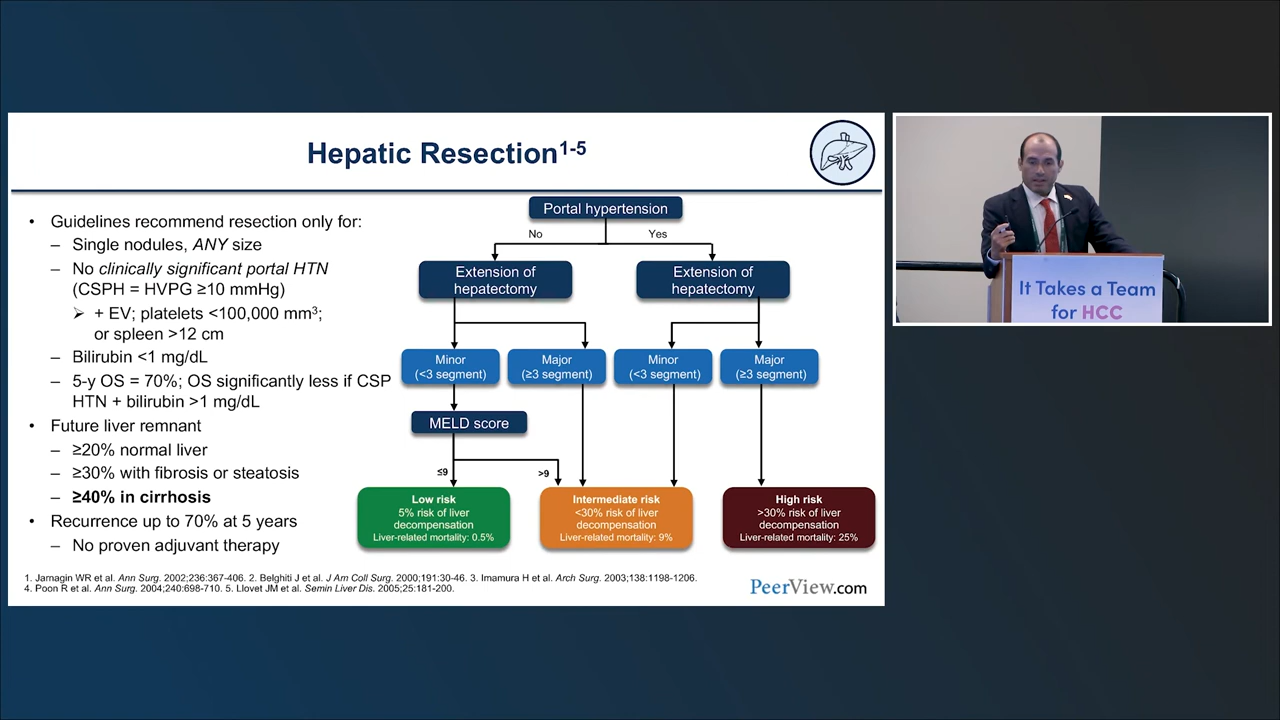 Hepatic Resection1-5
• Guidelines recommend resection only for:
– Single nodules, ANY size
– No clinically significant portal HTN
(CSPH = HVPG ≥10 mmHg)
➢ + EV; platelets <100,000 mm³;
or spleen >12 cm
– Bilirubin <1 mg/dL
– 5-y OS = 70%; OS significantly less if CSP
HTN + bilirubin >1 mg/dL
• Future liver remnant
– ≥20% normal liver
– ≥30% with fibrosis or steatosis
– ≥40% in cirrhosis
• Recurrence up to 70% at 5 years
– No proven adjuvant therapy
Portal hypertension
No
Yes
Extension of
hepatectomy
Extension of
hepatectomy
Minor
(<3 segment)
Major
(≥3 segment)
Minor
(<3 segment)
Major
(≥3 segment)
MELD score
≤9
>9
Low risk
5% risk of liver
decompensation
Liver-related mortality: 0.5%
Intermediate risk
<30% risk of liver
decompensation
Liver-related mortality: 9%
High risk
>30% risk of liver
decompensation
Liver-related mortality: 25%
1. Jarnagin WR et al. Ann Surg. 2002;236:367-406. 2. Belghiti J et al. J Am Coll Surg. 2000;191:30-46. 3. Imamura H et al. Arch Surg. 2003;138:1198-1206.
4. Poon R et al. Ann Surg. 2004;240:698-710. 5. Llovet JM et al. Semin Liver Dis. 2005;25:181-200.
PeerView.com
It Takes a Team
for HCC